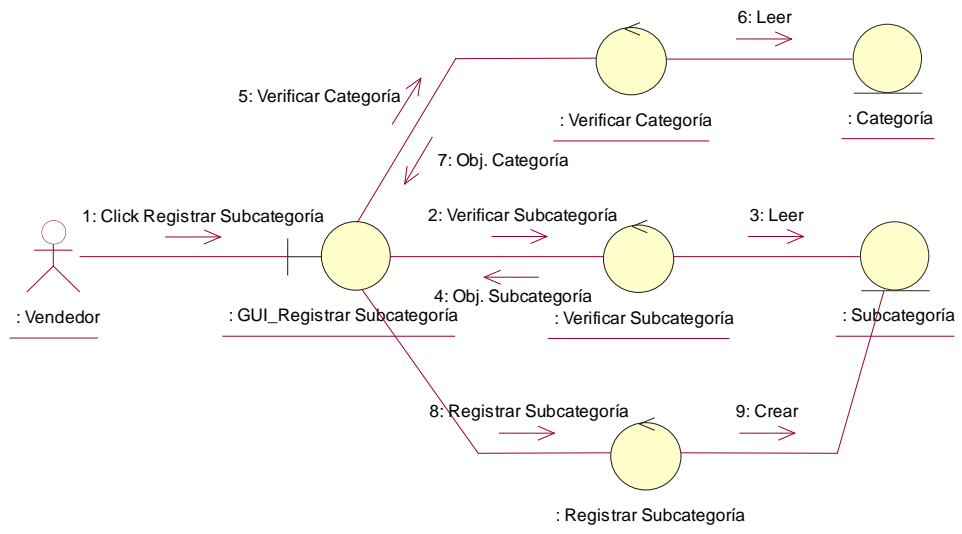 6: Leer
5: Verificar Categoría
: Verificar Categoría
: Categoría
7: Obj. Categoría
1: Click Registrar Subcategoría
2: Verificar Subcategoría
3: Leer
4: Obj. Subcategoría
: Vendedor
: GUI_Registrar Subcategoría
: Verificar Subcategoría
: Subcategoría
8: Registrar Subcategoría
9: Crear
: Registrar Subcategoría